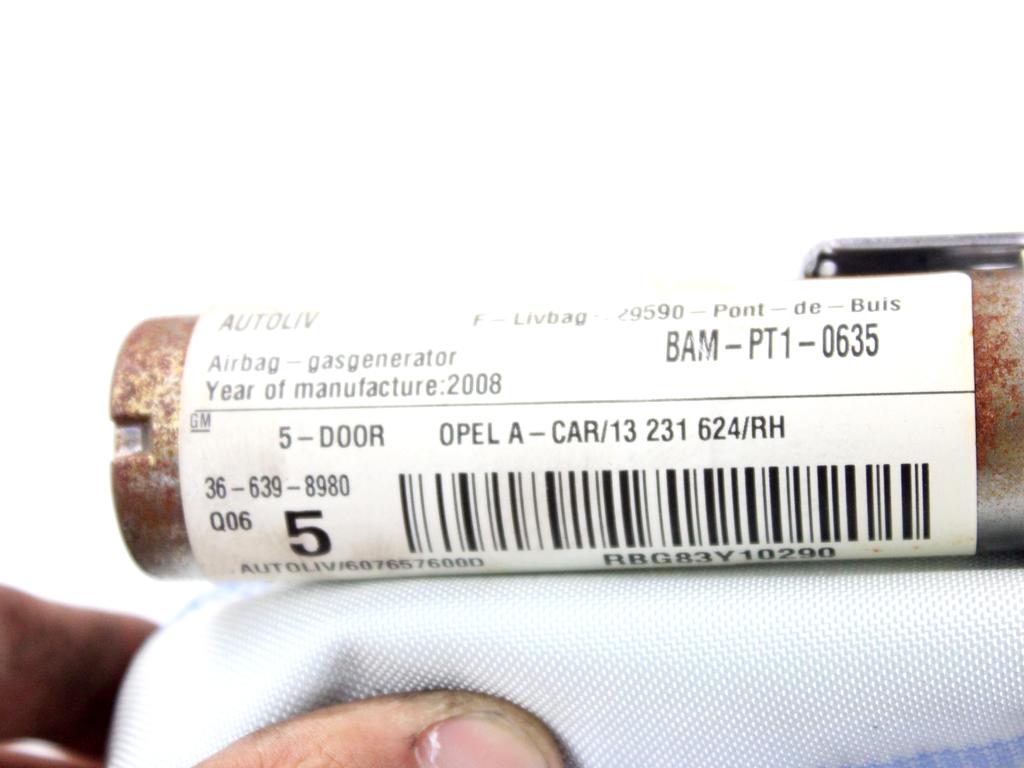 AUTOLIV F - Livbag - 29590 - Pont - de - Buis
Airbag - gasgenerator BAM - PT1 - 0635
Year of manufacture:2008
GM
5 - DOOR OPEL A - CAR/13 231 624/RH
36 - 639 - 8980
Q06 5
AUTOLIV/607657600D RBG83Y10290